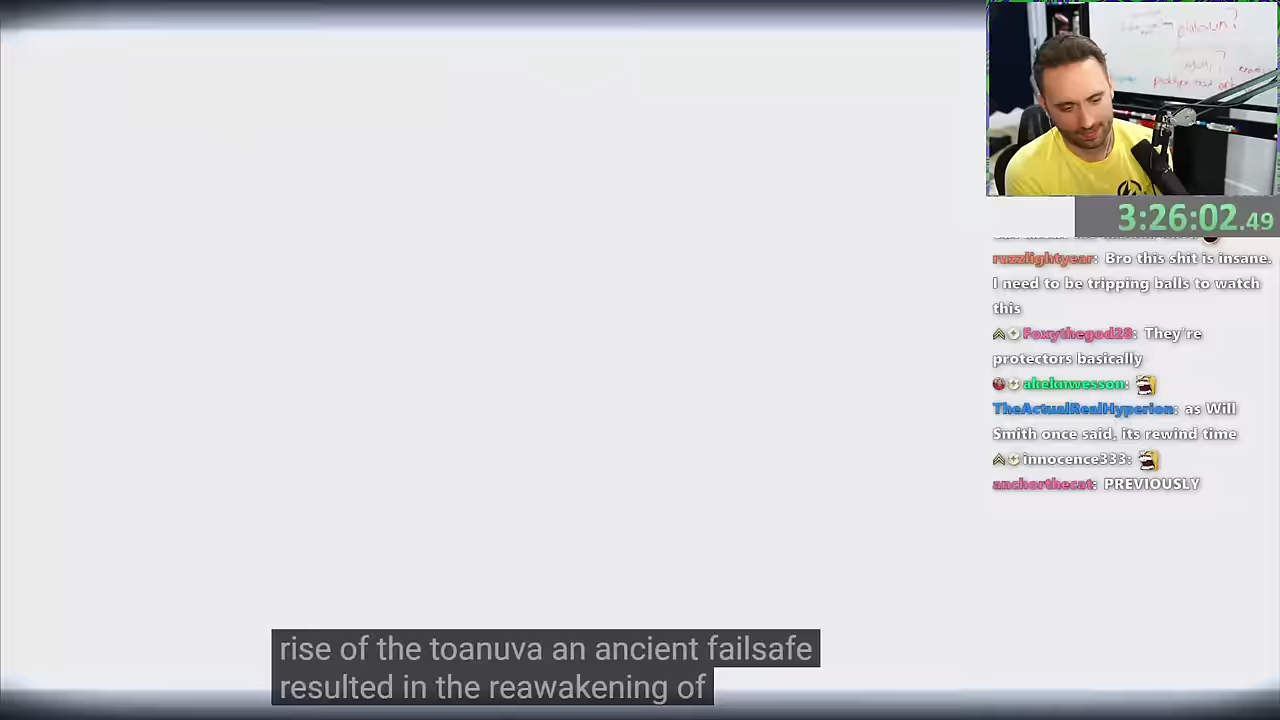 platown?
3:26:02.49
ruzzlightyear: Bro this shit is insane.
I need to be tripping balls to watch
this
Foxythegod28: They're
protectors basically
akeknwesson:
TheActualRealHyperion: as Will
Smith once said, its rewind time
innocence333:
anchorthecat: PREVIOUSLY
rise of the toanuva an ancient failsafe
resulted in the reawakening of